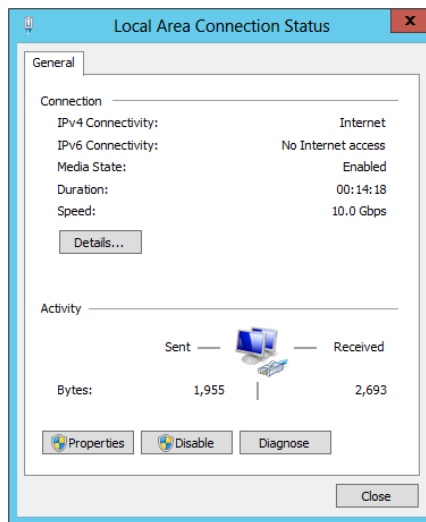 Local Area Connection Status
x
General
Connection
IPv4 Connectivity: Internet
IPv6 Connectivity: No Internet access
Media State: Enabled
Duration: 00:14:18
Speed: 10.0 Gbps
Details...
Activity
Sent Received
Bytes: 1,955 2,693
Properties Disable Diagnose
Close